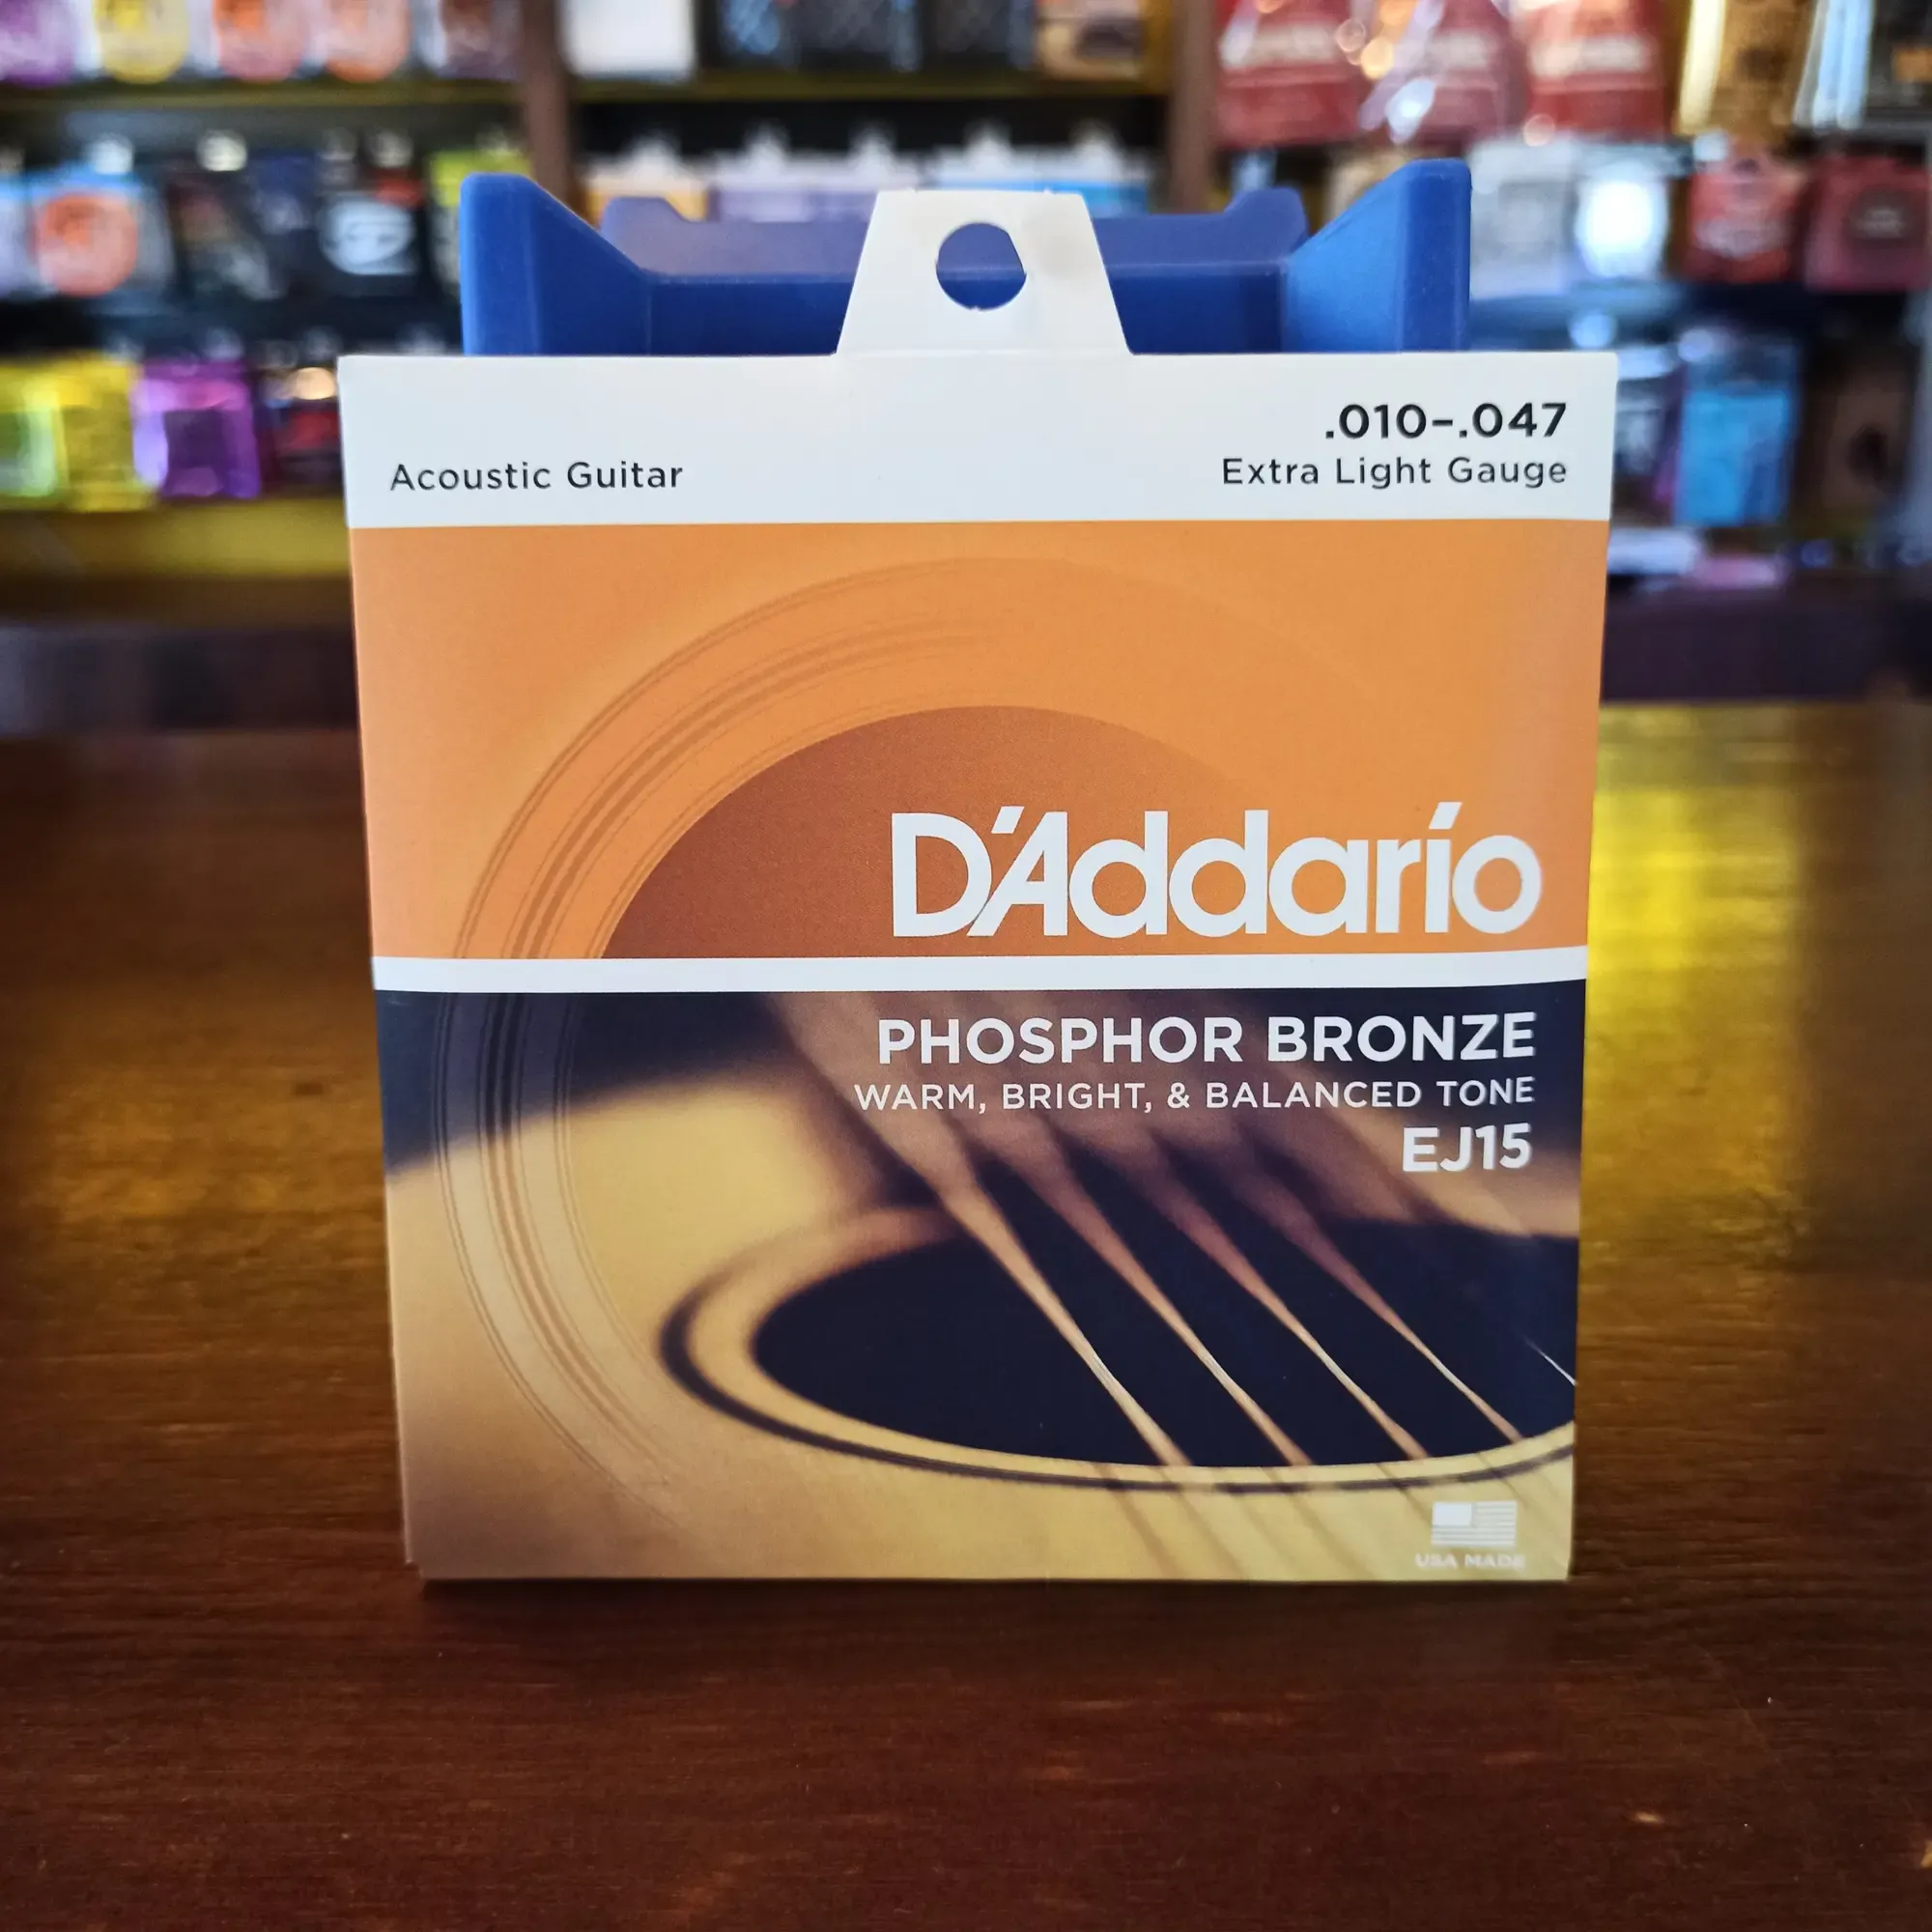 .010–.047
Acoustic Guitar
Extra Light Gauge
D'Addario
PHOSPHOR BRONZE
WARM, BRIGHT, & BALANCED TONE
EJ15
USA MADE